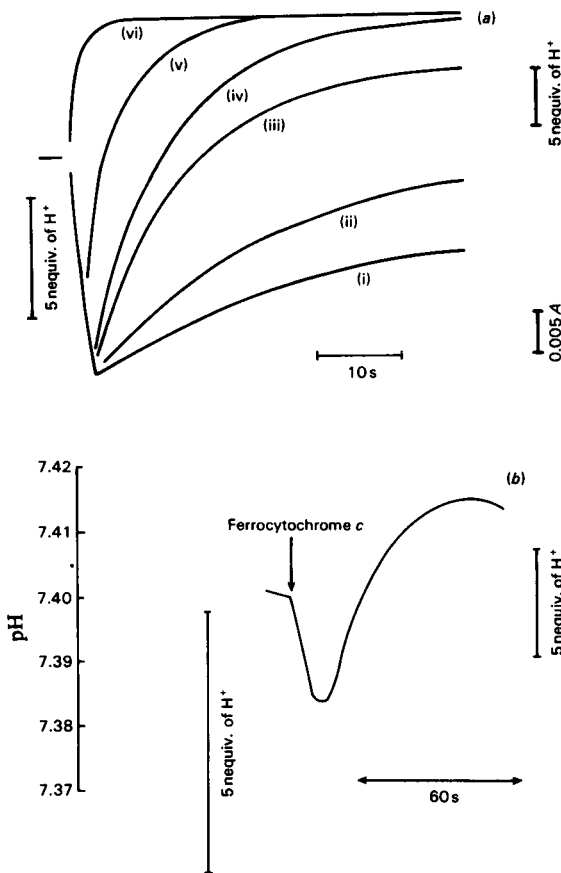 (a)
(vi)
(v)
(iv)
(iii)
(ii)
(i)
5 nequiv. of H⁺
5 nequiv. of H⁺
0.005 A
10 s
(b)
7.42
7.41
7.40
7.39
7.38
7.37
pH
Ferrocytochrome c
5 nequiv. of H⁺
5 nequiv. of H⁺
60 s